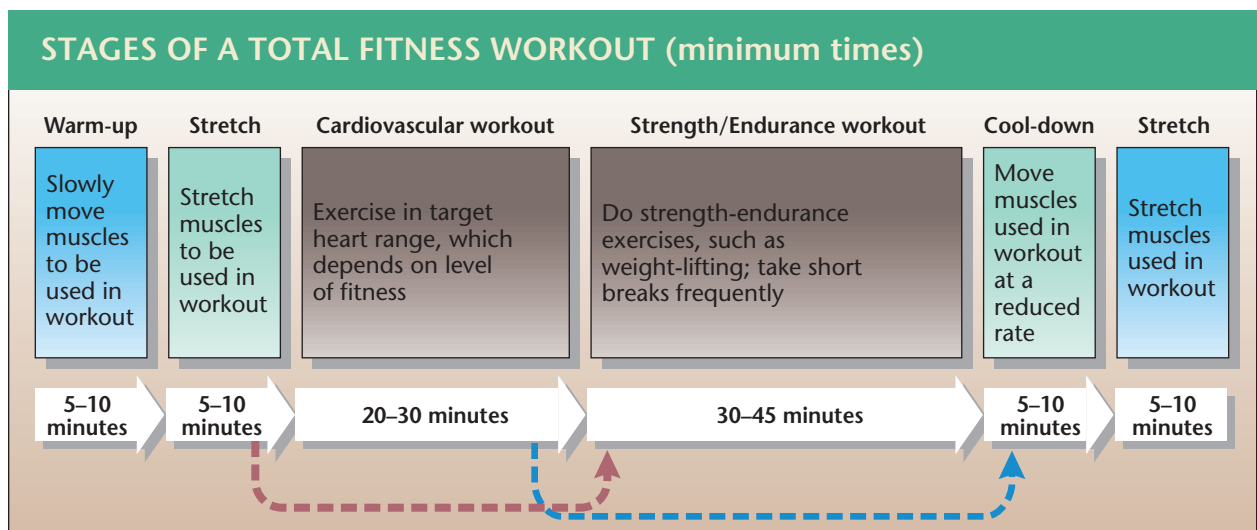 STAGES OF A TOTAL FITNESS WORKOUT (minimum times)
Warm-up
Slowly
move
muscles
to be
used in
workout
5–10
minutes
Stretch
Stretch
muscles
to be
used in
workout
5–10
minutes
Cardiovascular workout
Exercise in target
heart range, which
depends on level
of fitness
20–30 minutes
Strength/Endurance workout
Do strength-endurance
exercises, such as
weight-lifting; take short
breaks frequently
30–45 minutes
Cool-down
Move
muscles
used in
workout
at a
reduced
rate
5–10
minutes
Stretch
Stretch
muscles
used in
workout
5–10
minutes